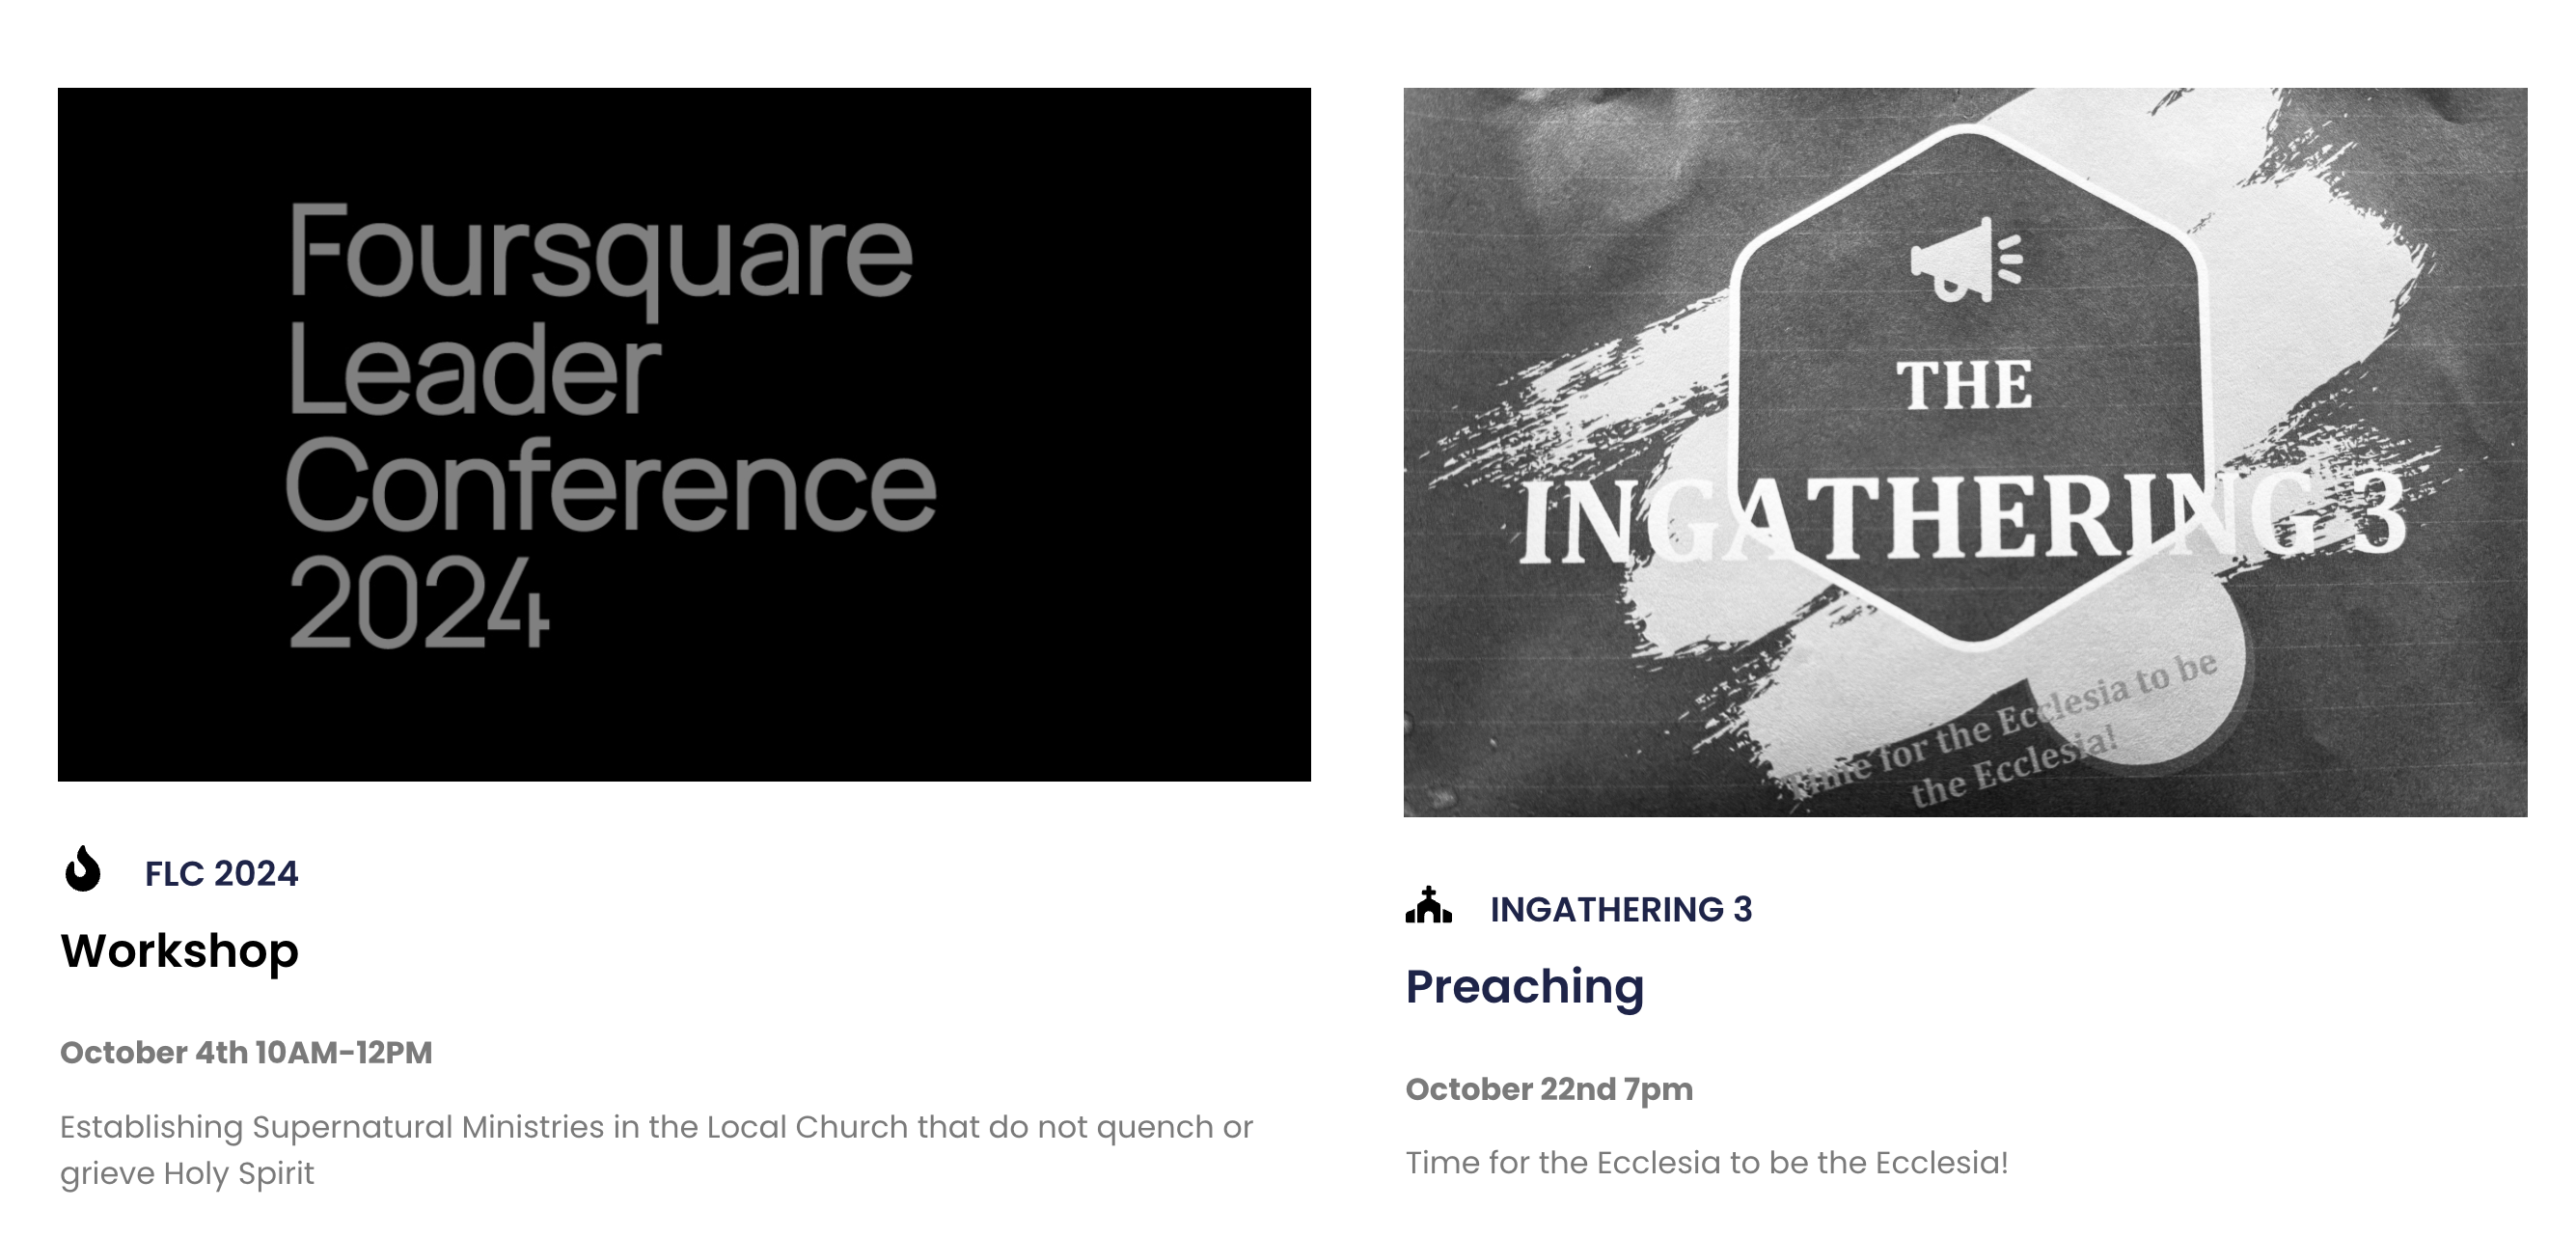 Foursquare
Leader
Conference
2024
FLC 2024
Workshop
October 4th 10AM-12PM
Establishing Supernatural Ministries in the Local Church that do not quench or
grieve Holy Spirit
THE
INGATHERING 3
Time for the Ecclesia to be
the Ecclesia!
INGATHERING 3
Preaching
October 22nd 7pm
Time for the Ecclesia to be the Ecclesia!